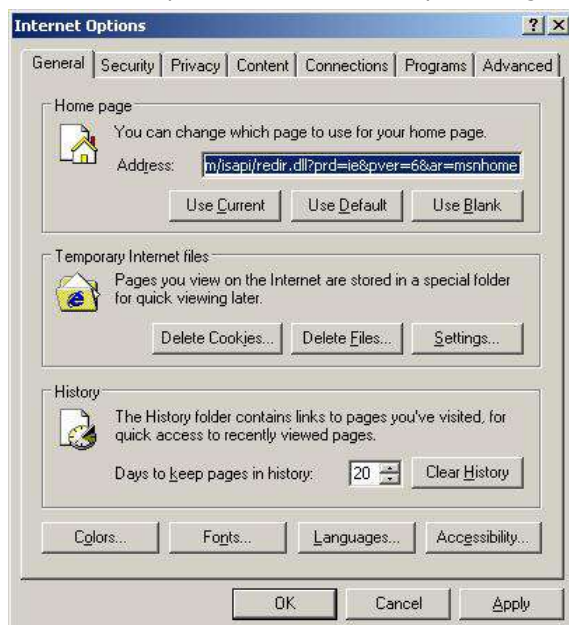 Internet Options
General Security Privacy Content Connections Programs Advanced
Home page
You can change which page to use for your home page.
Address: m/isapi/redir.dll?prd=ie&pver=6&ar=msnhome
Use Current Use Default Use Blank
Temporary Internet files
Pages you view on the Internet are stored in a special folder
for quick viewing later.
Delete Cookies... Delete Files... Settings...
History
The History folder contains links to pages you've visited, for
quick access to recently viewed pages.
Days to keep pages in history: 20 Clear History
Colors... Fonts... Languages... Accessibility...
OK Cancel Apply